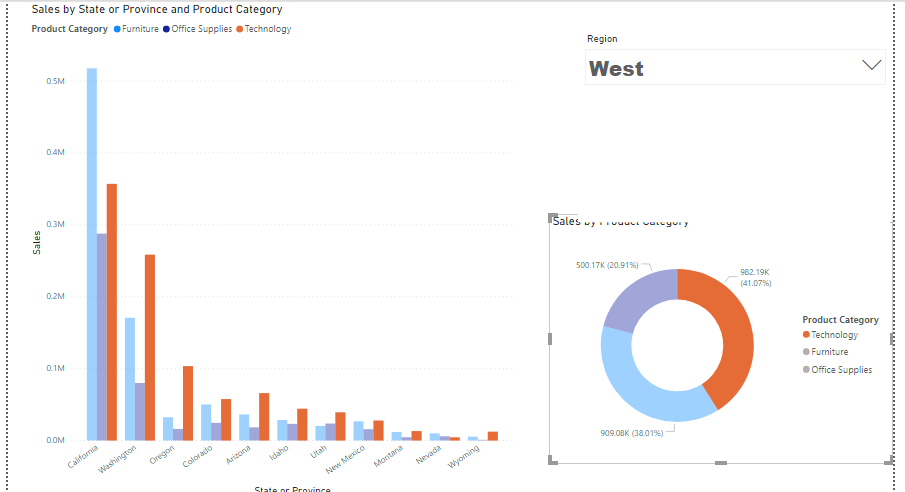 Sales by State or Province and Product Category
Product Category Furniture Office Supplies Technology
0.5M
0.4M
0.3M
0.2M
0.1M
0.0M
Sales
California
Washington
Oregon
Colorado
Arizona
Idaho
Utah
New Mexico
Montana
Nevada
Wyoming
State or Province
Region
West
Sales by Product Category
500.17K (20.91%)
982.19K
(41.07%)
909.08K (38.01%)
Product Category
Technology
Furniture
Office Supplies